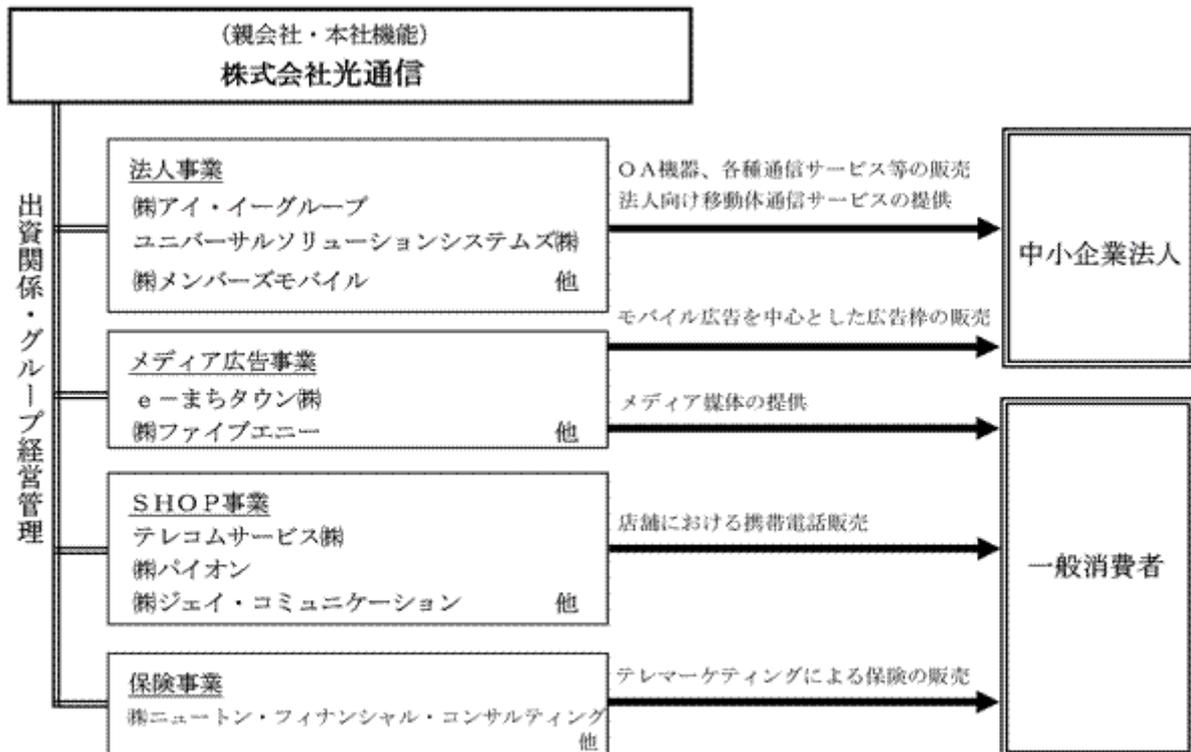 (親会社・本社機能)
株式会社光通信
出資関係・グループ経営管理
法人事業
㈱アイ・イーグループ
ユニバーサルソリューションシステムズ㈱
㈱メンバーズモバイル 他
OA機器、各種通信サービス等の販売
法人向け移動体通信サービスの提供
中小企業法人
メディア広告事業
e-まちタウン㈱
㈱ファイブエニー 他
モバイル広告を中心とした広告枠の販売
メディア媒体の提供
SHOP事業
テレコムサービス㈱
㈱パイオン
㈱ジェイ・コミュニケーション 他
店舗における携帯電話販売
一般消費者
保険事業
㈱ニュートン・フィナンシャル・コンサルティング
他
テレマーケティングによる保険の販売